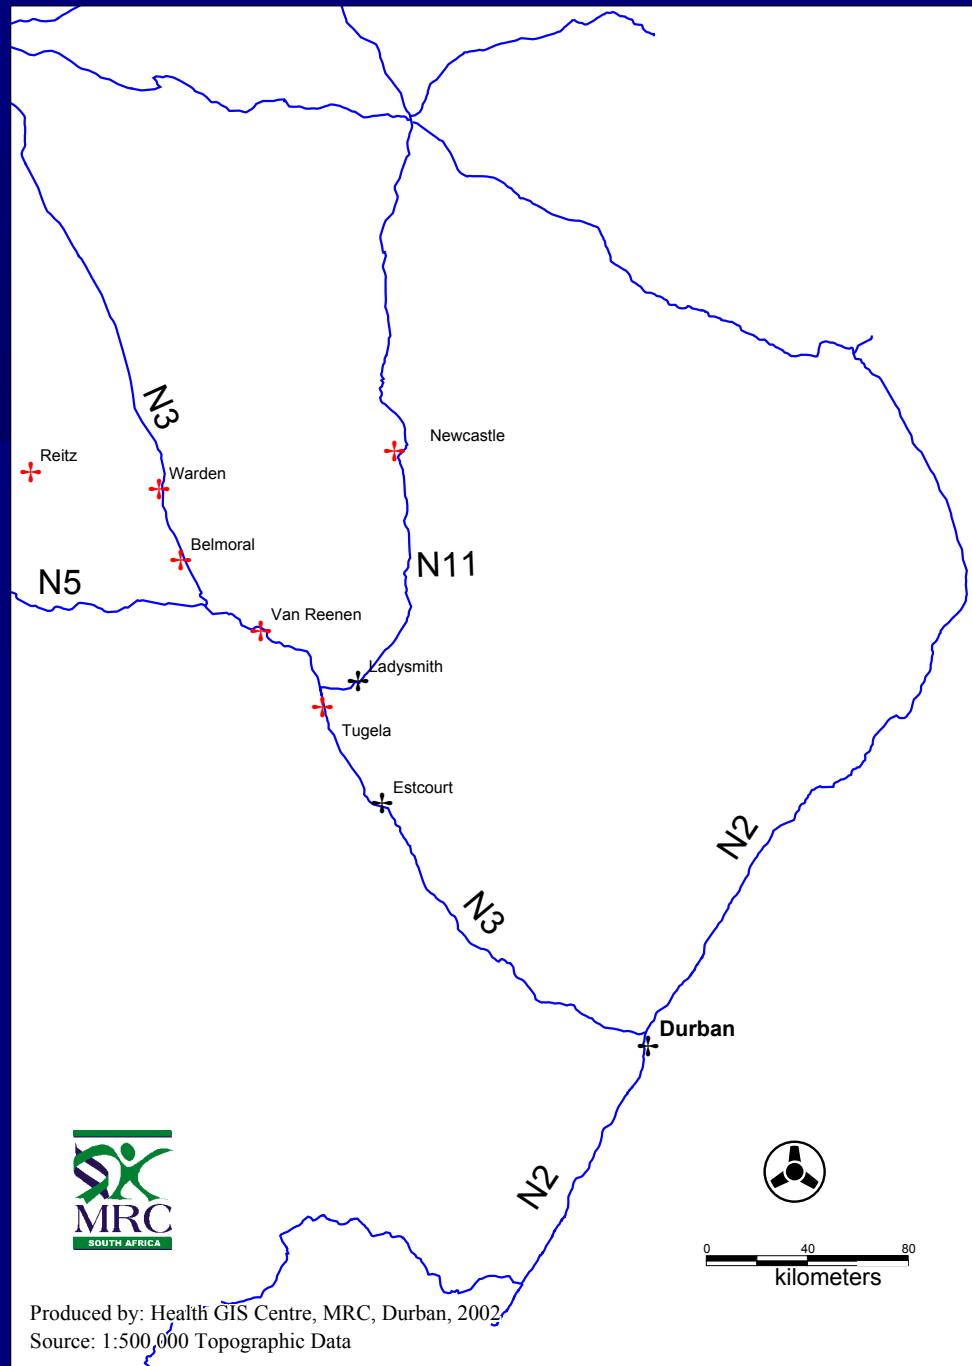 N3
Newcastle
Reitz
Warden
Belmoral
N11
N5
Van Reenen
Ladysmith
Tugela
Estcourt
N2
N3
Durban
MRC
SOUTH AFRICA
N2
0 40 80
kilometers
Produced by: Health GIS Centre, MRC, Durban, 2002
Source: 1:500,000 Topographic Data